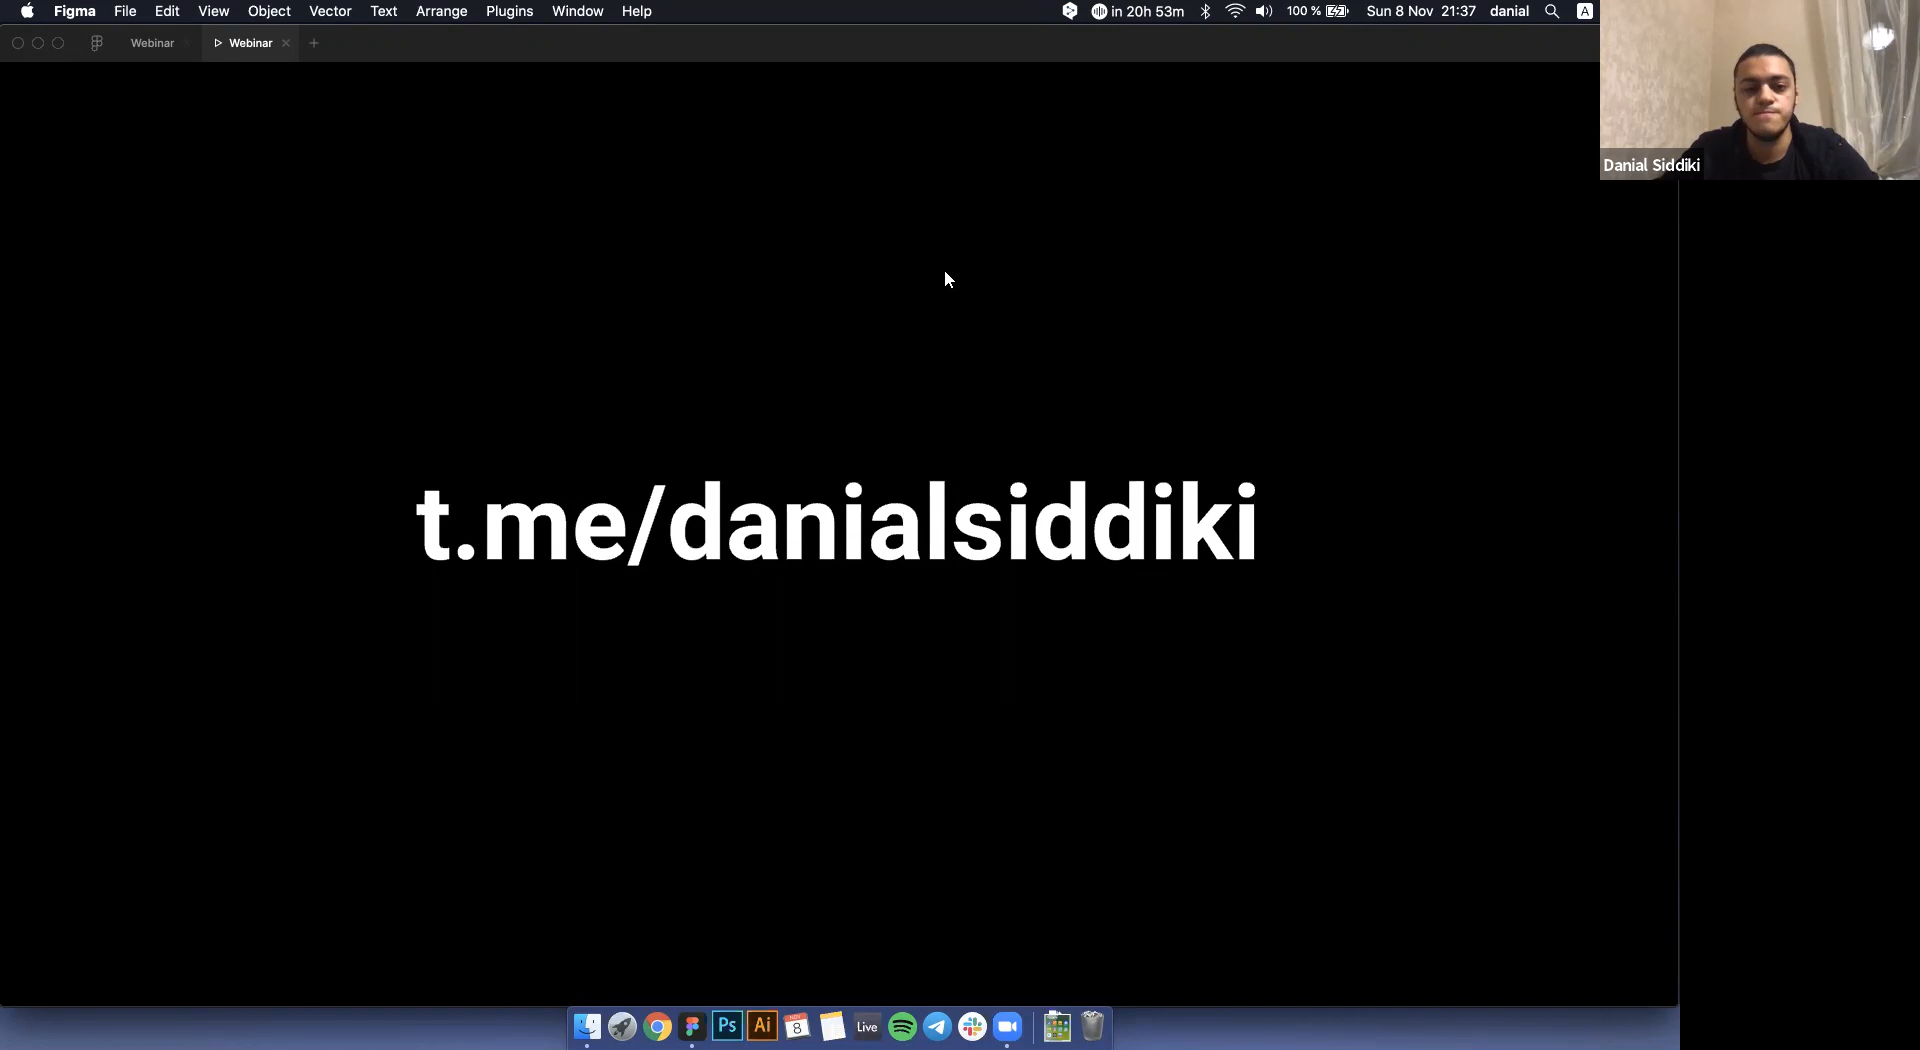 Figma File Edit View Object Vector Text Arrange Plugins Window Help in 20h 53m 100 % Sun 8 Nov 21:37 danial A
Webinar Webinar
Danial Siddiki
t.me/danialsiddiki
Ps Ai NOV 8 Live